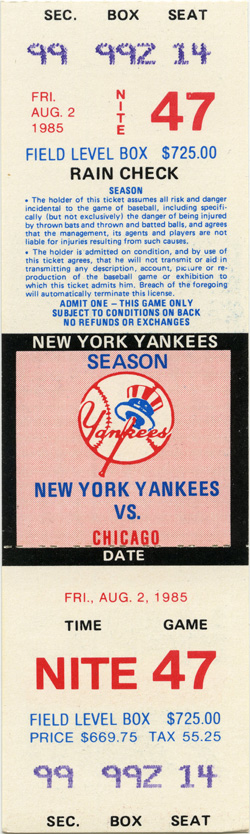 SEC. BOX SEAT
99 99Z 14
FRI.
AUG. 2
1985
NITE
47
FIELD LEVEL BOX $725.00
RAIN CHECK
SEASON
• The holder of this ticket assumes all risk and danger
incidental to the game of baseball, including specifi-
cally (but not exclusively) the danger of being injured
by thrown bats and thrown and batted balls, and agrees
that the management, its agents and players are not
liable for injuries resulting from such causes.
• The holder is admitted on condition, and by use of
this ticket agrees, that he will not transmit or aid in
transmitting any description, account, picture or re-
production of the baseball game or exhibition to
which this ticket admits him. Breach of the foregoing
will automatically terminate this license.
ADMIT ONE – THIS GAME ONLY
SUBJECT TO CONDITIONS ON BACK
NO REFUNDS OR EXCHANGES
NEW YORK YANKEES
SEASON
Yankees
NEW YORK YANKEES
VS.
CHICAGO
DATE
FRI., AUG. 2, 1985
TIME GAME
NITE 47
FIELD LEVEL BOX $725.00
PRICE $669.75 TAX 55.25
99 99Z 14
SEC. BOX SEAT